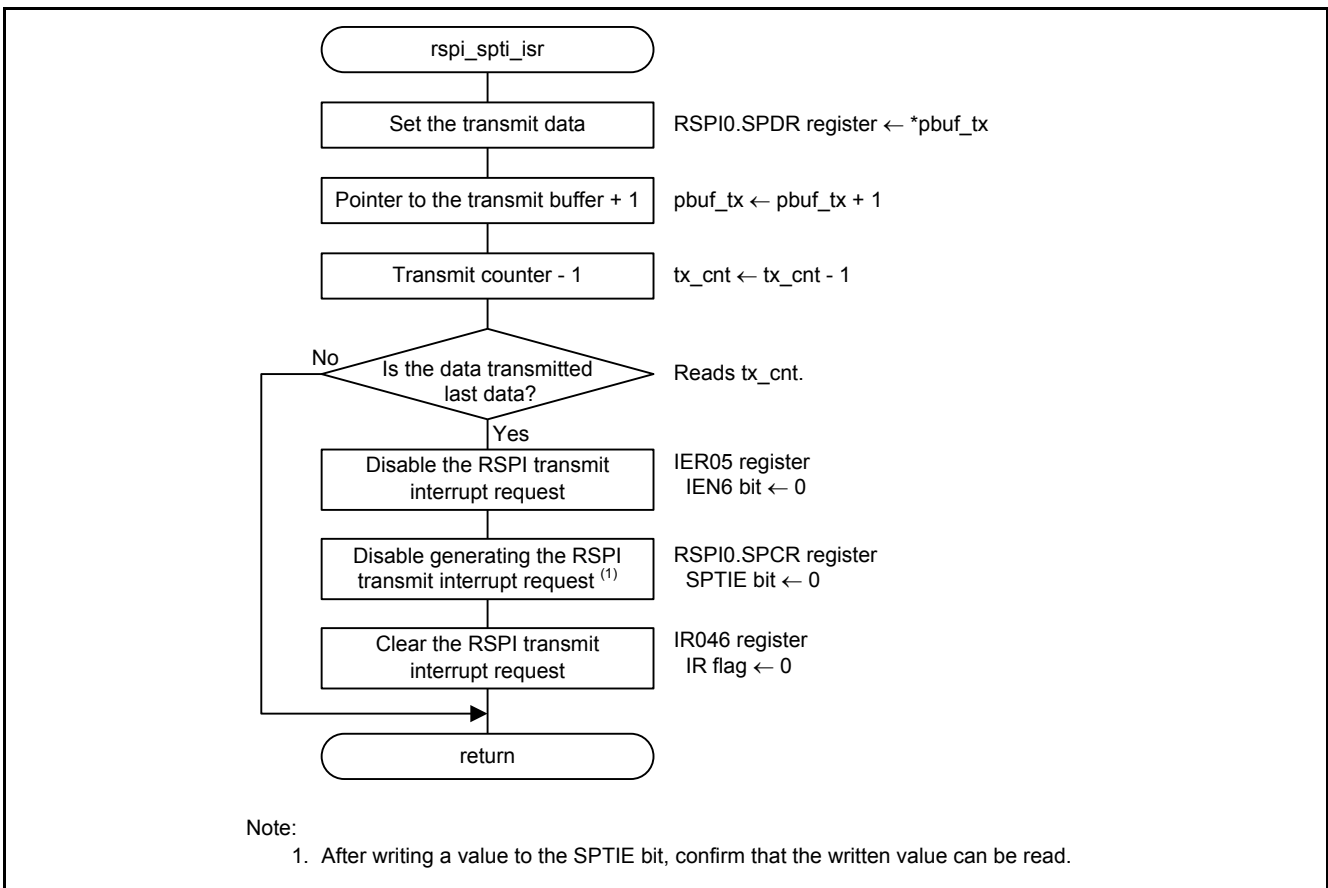 rspi_spti_isr
Set the transmit data
RSPI0.SPDR register ← *pbuf_tx
Pointer to the transmit buffer + 1
pbuf_tx ← pbuf_tx + 1
Transmit counter - 1
tx_cnt ← tx_cnt - 1
No
Is the data transmitted
last data?
Reads tx_cnt.
Yes
Disable the RSPI transmit
interrupt request
IER05 register
IEN6 bit ← 0
Disable generating the RSPI
transmit interrupt request (1)
RSPI0.SPCR register
SPTIE bit ← 0
Clear the RSPI transmit
interrupt request
IR046 register
IR flag ← 0
return
Note:
1. After writing a value to the SPTIE bit, confirm that the written value can be read.